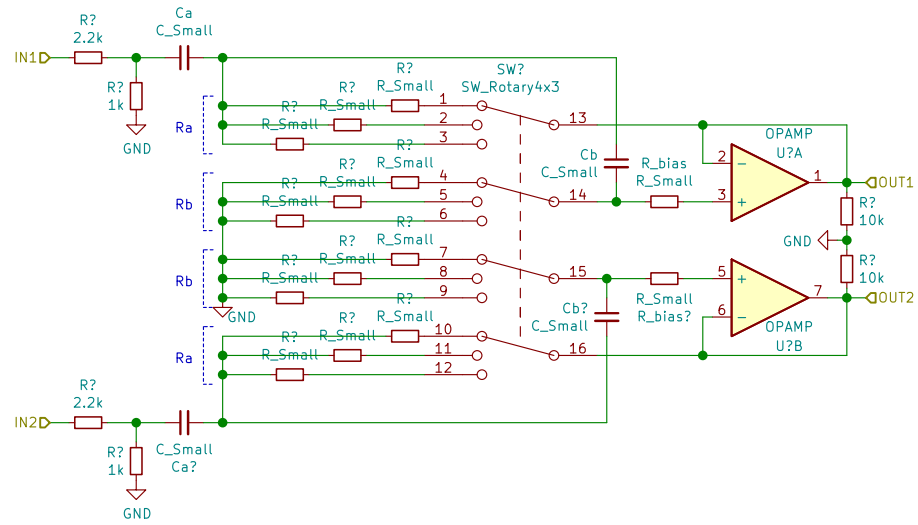 R?
2.2k
Ca
C_Small
IN1
R?
1k
GND
Ra
R?
R_Small
R?
R_Small
R?
R_Small
SW?
SW_Rotary4x3
1
2
3
13
Cb
C_Small
R_bias
R_Small
OPAMP
U?A
2
3
1
−
+
OUT1
R?
10k
Rb
R?
R_Small
R?
R_Small
R?
R_Small
4
5
6
14
GND
R?
10k
Rb
R?
R_Small
R?
R_Small
R?
R_Small
7
8
9
15
GND
Cb?
C_Small
R_Small
R_bias?
5
6
7
+
−
OPAMP
U?B
OUT2
Ra
R?
R_Small
R?
R_Small
10
11
12
16
R?
2.2k
IN2
R?
1k
C_Small
Ca?
GND